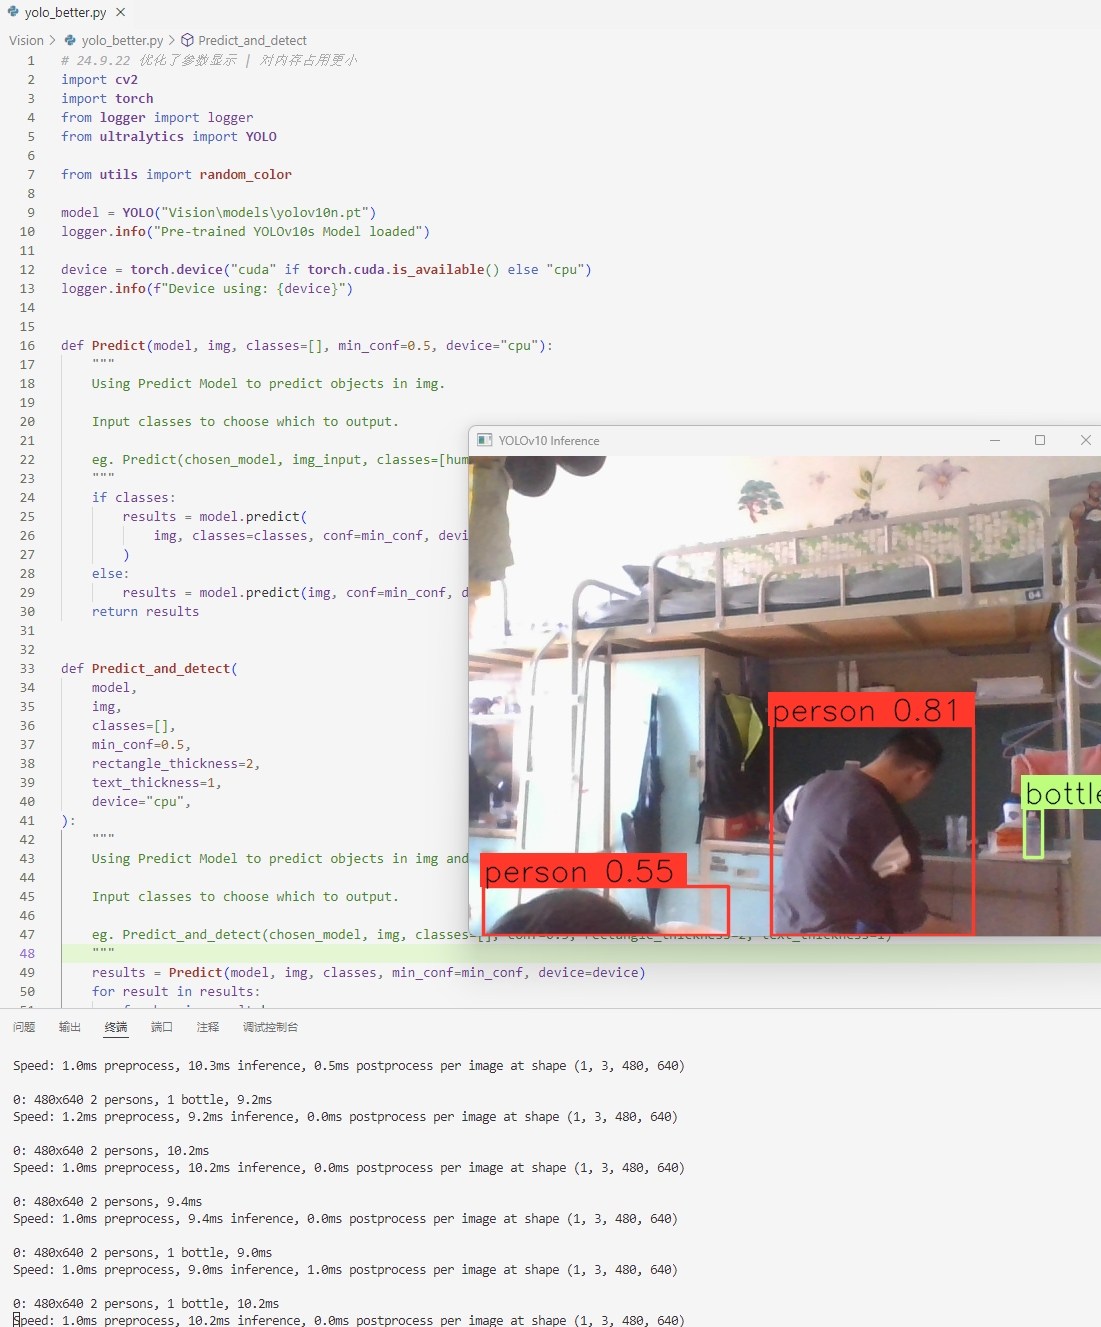 yolo_better.py
Vision > yolo_better.py > Predict_and_detect
1 # 24.9.22 优化了参数显示 | 对内存占用更小
2 import cv2
3 import torch
4 from logger import logger
5 from ultralytics import YOLO
6
7 from utils import random_color
8
9 model = YOLO("Vision\models\yolov10n.pt")
10 logger.info("Pre-trained YOLOv10s Model loaded")
11
12 device = torch.device("cuda" if torch.cuda.is_available() else "cpu")
13 logger.info(f"Device using: {device}")
14
15
16 def Predict(model, img, classes=[], min_conf=0.5, device="cpu"):
17 """
18 Using Predict Model to predict objects in img.
19
20 Input classes to choose which to output.
21
22 eg. Predict(chosen_model, img_input, classes=[hum
23 """
24 if classes:
25 results = model.predict(
26 img, classes=classes, conf=min_conf, devi
27 )
28 else:
29 results = model.predict(img, conf=min_conf, d
30 return results
31
32
33 def Predict_and_detect(
34 model,
35 img,
36 classes=[],
37 min_conf=0.5,
38 rectangle_thickness=2,
39 text_thickness=1,
40 device="cpu",
41 ):
42 """
43 Using Predict Model to predict objects in img and
44
45 Input classes to choose which to output.
46
47 eg. Predict_and_detect(chosen_model, img, classes=[], conf=0.5, rectangle_thickness=2, text_thickness=1)
48 """
49 results = Predict(model, img, classes, min_conf=min_conf, device=device)
50 for result in results:
YOLOv10 Inference
04
person 0.81
bottle
person 0.55
问题 输出 终端 端口 注释 调试控制台
Speed: 1.0ms preprocess, 10.3ms inference, 0.5ms postprocess per image at shape (1, 3, 480, 640)
0: 480x640 2 persons, 1 bottle, 9.2ms
Speed: 1.2ms preprocess, 9.2ms inference, 0.0ms postprocess per image at shape (1, 3, 480, 640)
0: 480x640 2 persons, 10.2ms
Speed: 1.0ms preprocess, 10.2ms inference, 0.0ms postprocess per image at shape (1, 3, 480, 640)
0: 480x640 2 persons, 9.4ms
Speed: 1.0ms preprocess, 9.4ms inference, 0.0ms postprocess per image at shape (1, 3, 480, 640)
0: 480x640 2 persons, 1 bottle, 9.0ms
Speed: 1.0ms preprocess, 9.0ms inference, 1.0ms postprocess per image at shape (1, 3, 480, 640)
0: 480x640 2 persons, 1 bottle, 10.2ms
Speed: 1.0ms preprocess, 10.2ms inference, 0.0ms postprocess per image at shape (1, 3, 480, 640)